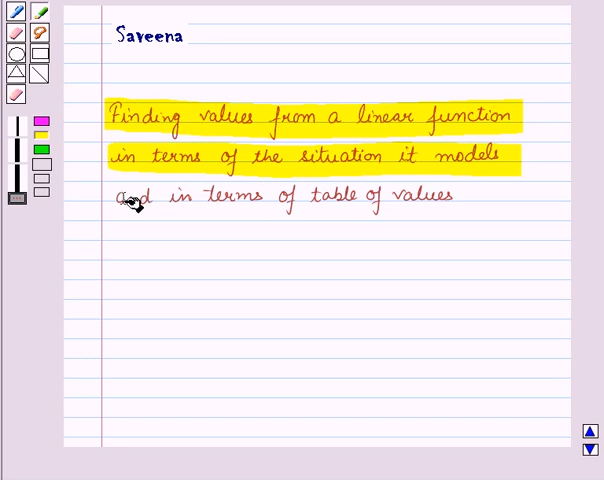 Saveena
Finding values from a linear function
in terms of the situation it models
and in terms of table of values